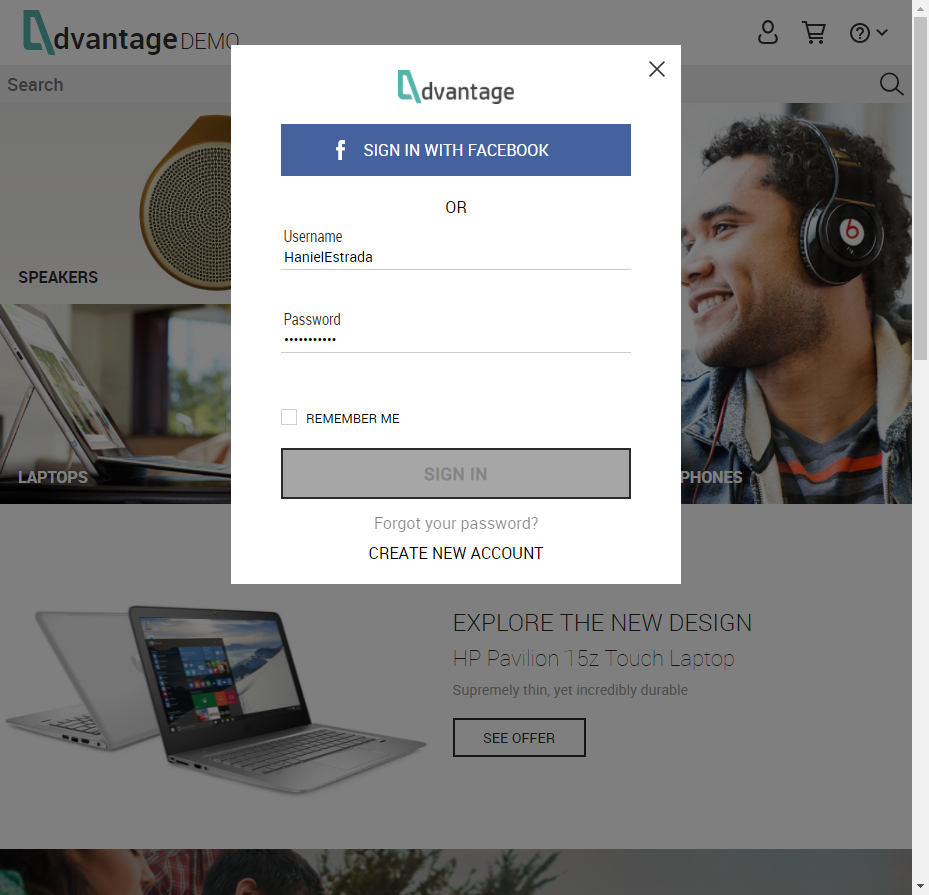 dvantage DEMO
Search
dvantage
SIGN IN WITH FACEBOOK
OR
Username
HanielEstrada
Password
•••••••••••
REMEMBER ME
SIGN IN
Forgot your password?
CREATE NEW ACCOUNT
SPEAKERS
LAPTOPS
PHONES
EXPLORE THE NEW DESIGN
HP Pavilion 15z Touch Laptop
Supremely thin, yet incredibly durable
SEE OFFER